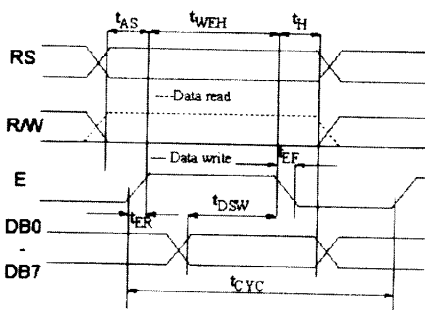 tAS tWEH tH
RS
----Data read
R/W
— Data write tEF
E
tER tDSW
DB0
-
DB7
tCYC